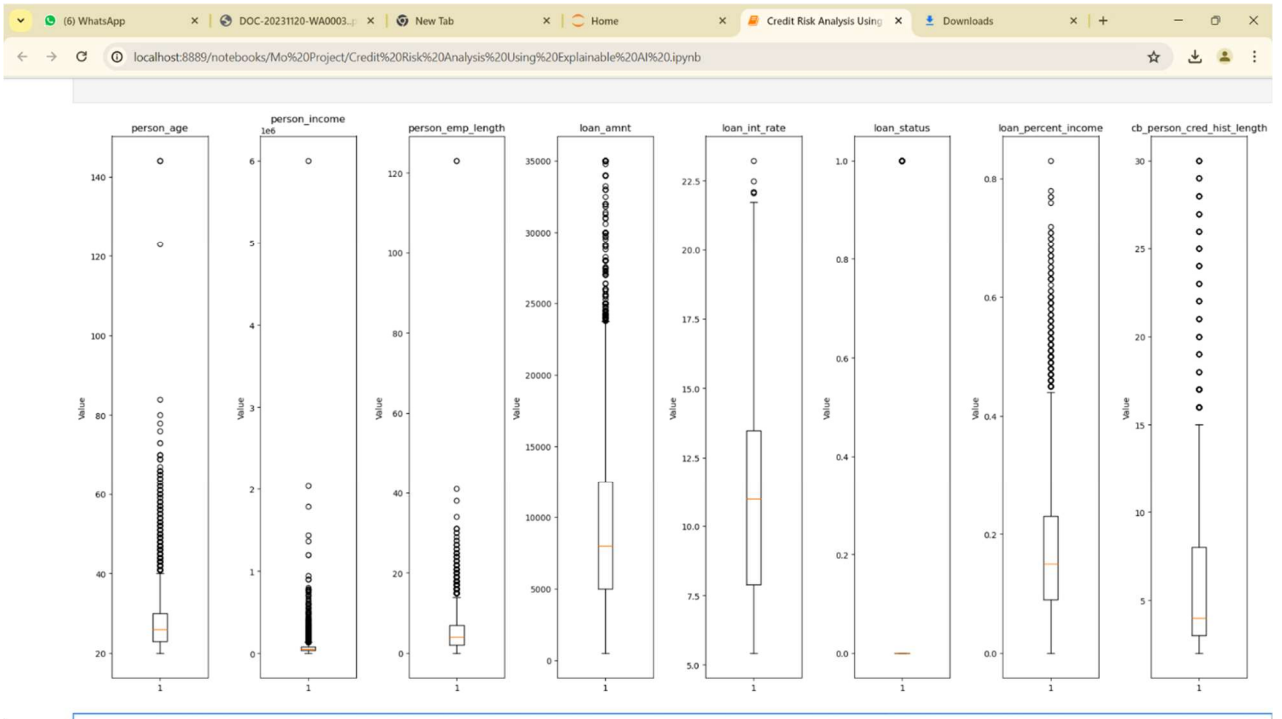 (6) WhatsApp
DOC-20231120-WA0003..p
New Tab
Home
Credit Risk Analysis Using
Downloads
localhost:8889/notebooks/Mo%20Project/Credit%20Risk%20Analysis%20Using%20Explainable%20AI%20.ipynb
person_age
Value
140
120
100
80
60
40
20
1
person_income
1e6
Value
6
5
4
3
2
1
0
1
person_emp_length
Value
120
100
80
60
40
20
0
1
loan_amnt
Value
35000
30000
25000
20000
15000
10000
5000
0
1
loan_int_rate
Value
22.5
20.0
17.5
15.0
12.5
10.0
7.5
5.0
1
loan_status
Value
1.0
0.8
0.6
0.4
0.2
0.0
1
loan_percent_income
Value
0.8
0.6
0.4
0.2
0.0
1
cb_person_cred_hist_length
Value
30
25
20
15
10
5
1